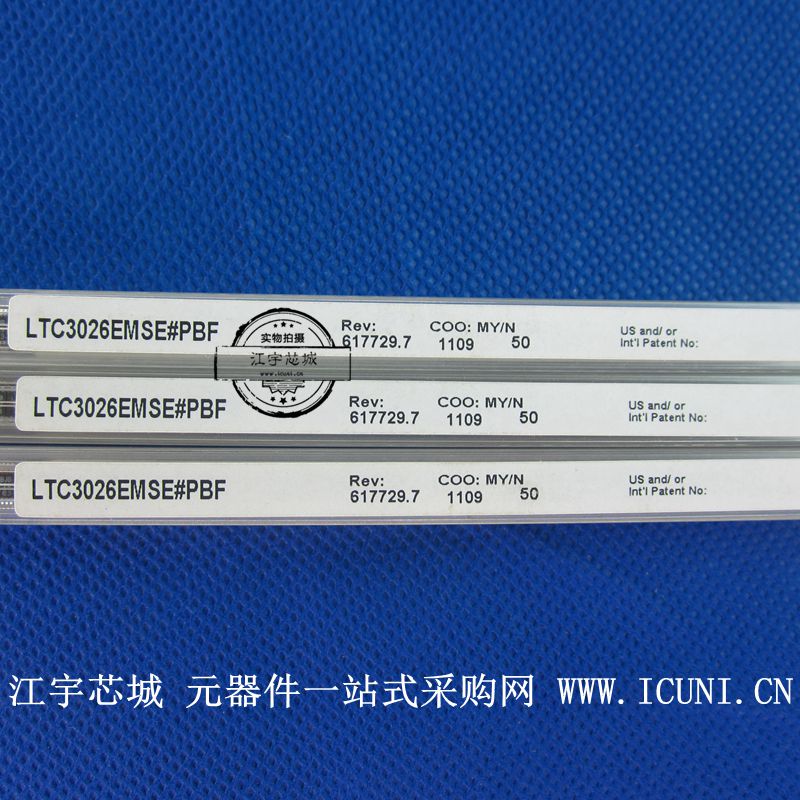 LTC3026EMSE#PBF Rev: 617729.7 COO: MY/N 1109 50 US and/ or Int'l Patent No:
实物拍摄
江宇芯城
www.icuni.cn
LTC3026EMSE#PBF Rev: 617729.7 COO: MY/N 1109 50 US and/ or Int'l Patent No:
LTC3026EMSE#PBF Rev: 617729.7 COO: MY/N 1109 50 US and/ or Int'l Patent No:
江宇芯城 元器件一站式采购网 WWW.ICUNI.CN